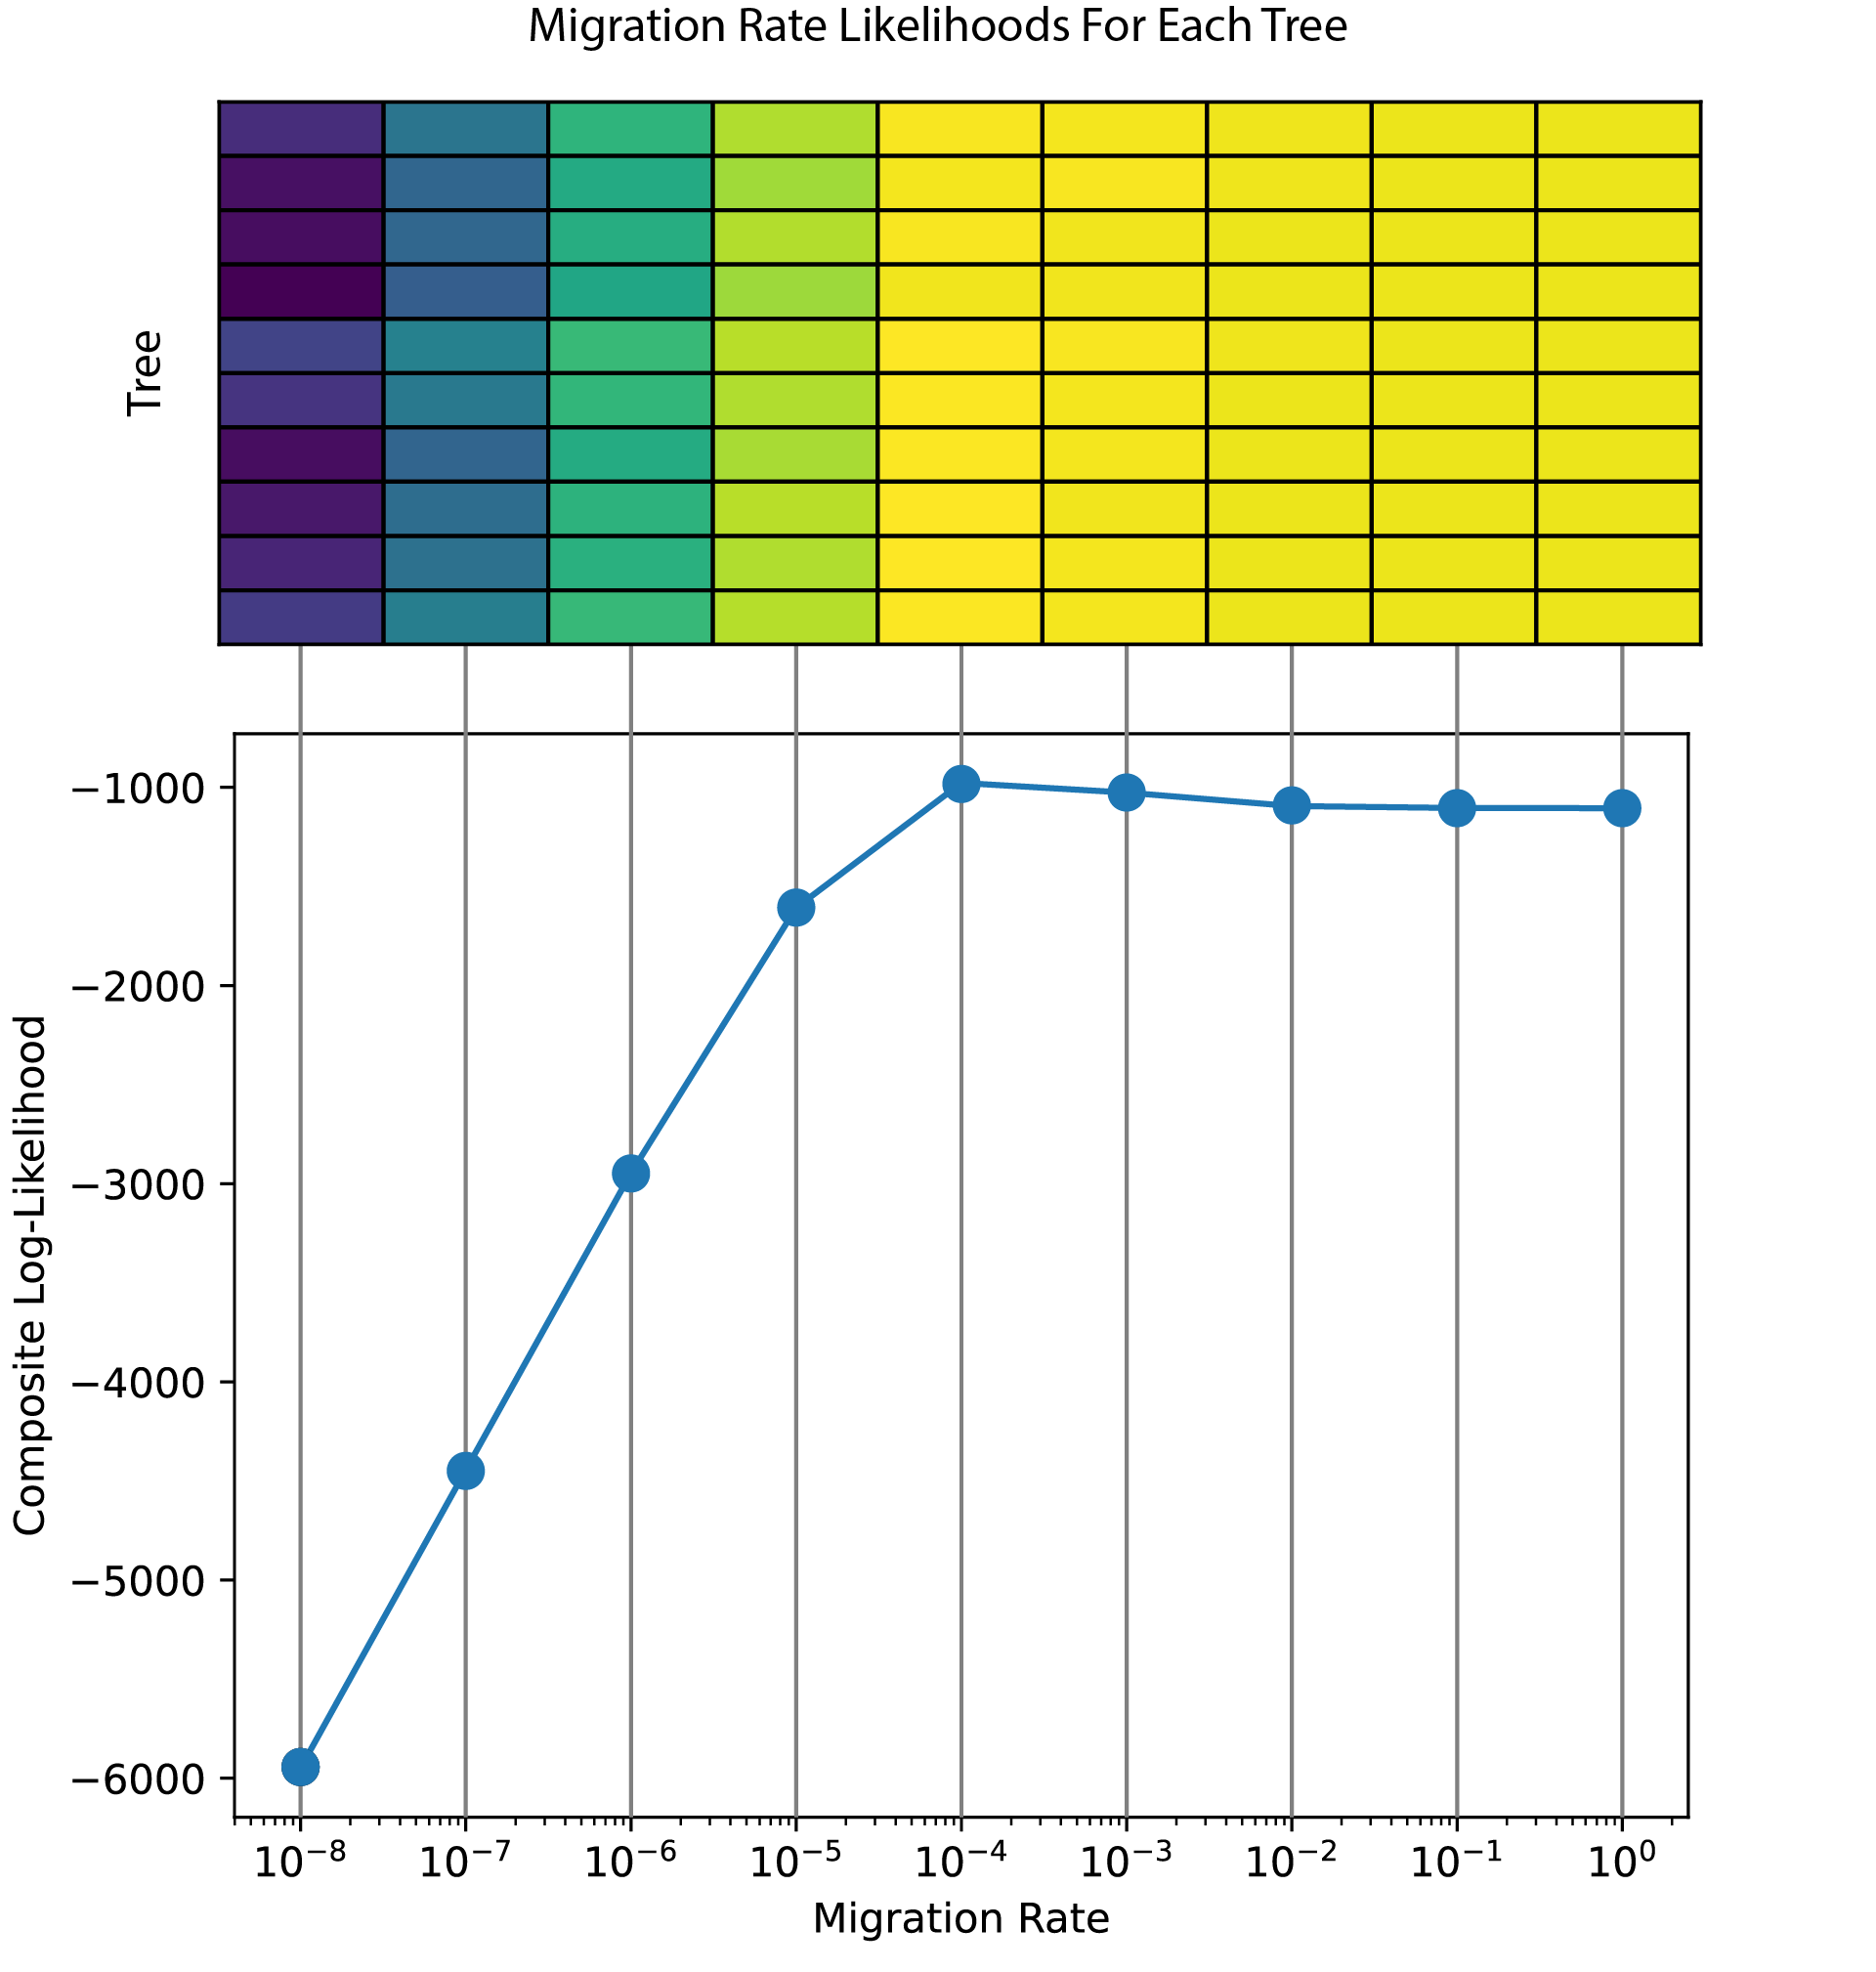 Migration Rate Likelihoods For Each Tree
Tree
Composite Log-Likelihood
−1000
−2000
−3000
−4000
−5000
−6000
10⁻⁸ 10⁻⁷ 10⁻⁶ 10⁻⁵ 10⁻⁴ 10⁻³ 10⁻² 10⁻¹ 10⁰
Migration Rate